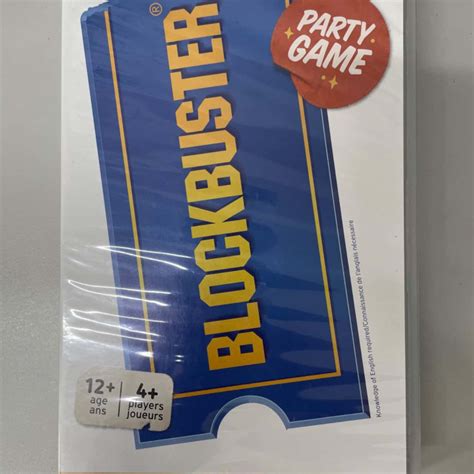 PARTY
GAME
BLOCKBUSTER®
Knowledge of English required/Connaissance de l'anglais nécessaire
12+
age
ans
4+
players
joueurs